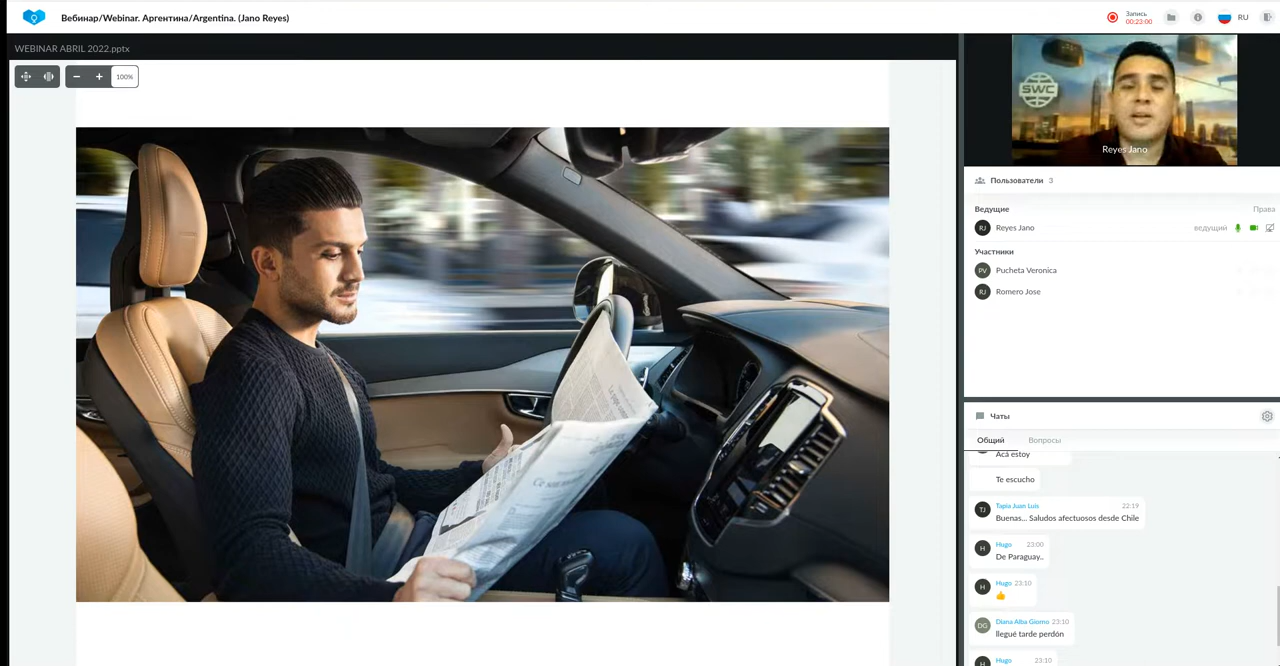 Вебинар/Webinar. Аргентина/Argentina. (Jano Reyes)
Запись
00:23:00
RU
WEBINAR ABRIL 2022.pptx
100%
SWC
Reyes Jano
Пользователи 3
Ведущие Права
RJ Reyes Jano ведущий
Участники
PV Pucheta Veronica
RJ Romero Jose
Чаты
Общий Вопросы
Acá estoy
Te escucho
TJ Tapia Juan Luis 22:19
Buenas... Saludos afectuosos desde Chile
H Hugo 23:00
De Paraguay..
H Hugo 23:10
👍
DG Diana Alba Giorno 23:10
llegué tarde perdón
H Hugo 23:10